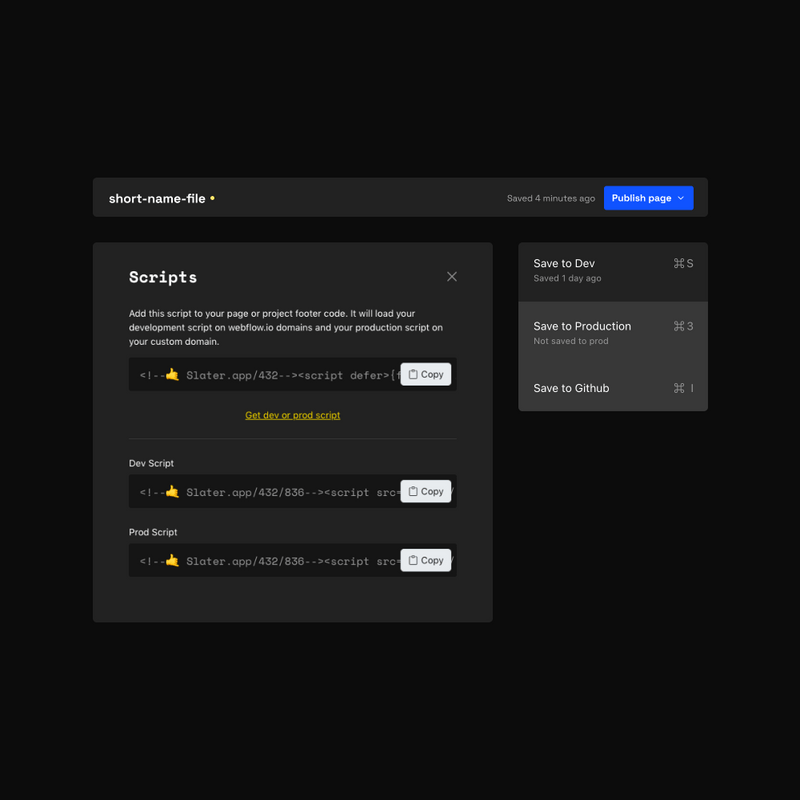 short-name-file
Saved 4 minutes ago
Publish page
Scripts
Add this script to your page or project footer code. It will load your
development script on webflow.io domains and your production script on
your custom domain.
<!--🤙 Slater.app/432--><script defer>{f
Copy
Get dev or prod script
Dev Script
<!--🤙 Slater.app/432/836--><script src=
Copy
Prod Script
<!--🤙 Slater.app/432/836--><script src=
Copy
Save to Dev ⌘ S
Saved 1 day ago
Save to Production ⌘ 3
Not saved to prod
Save to Github ⌘ I